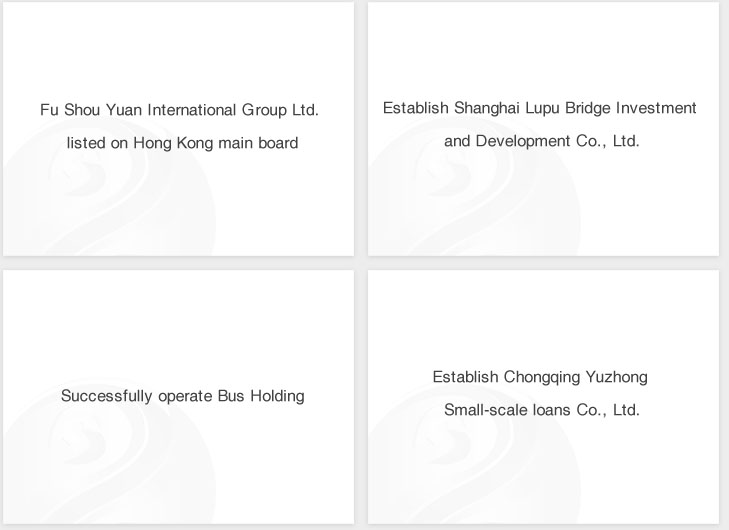 Fu Shou Yuan International Group Ltd.
listed on Hong Kong main board
Establish Shanghai Lupu Bridge Investment
and Development Co., Ltd.
Successfully operate Bus Holding
Establish Chongqing Yuzhong
Small-scale loans Co., Ltd.